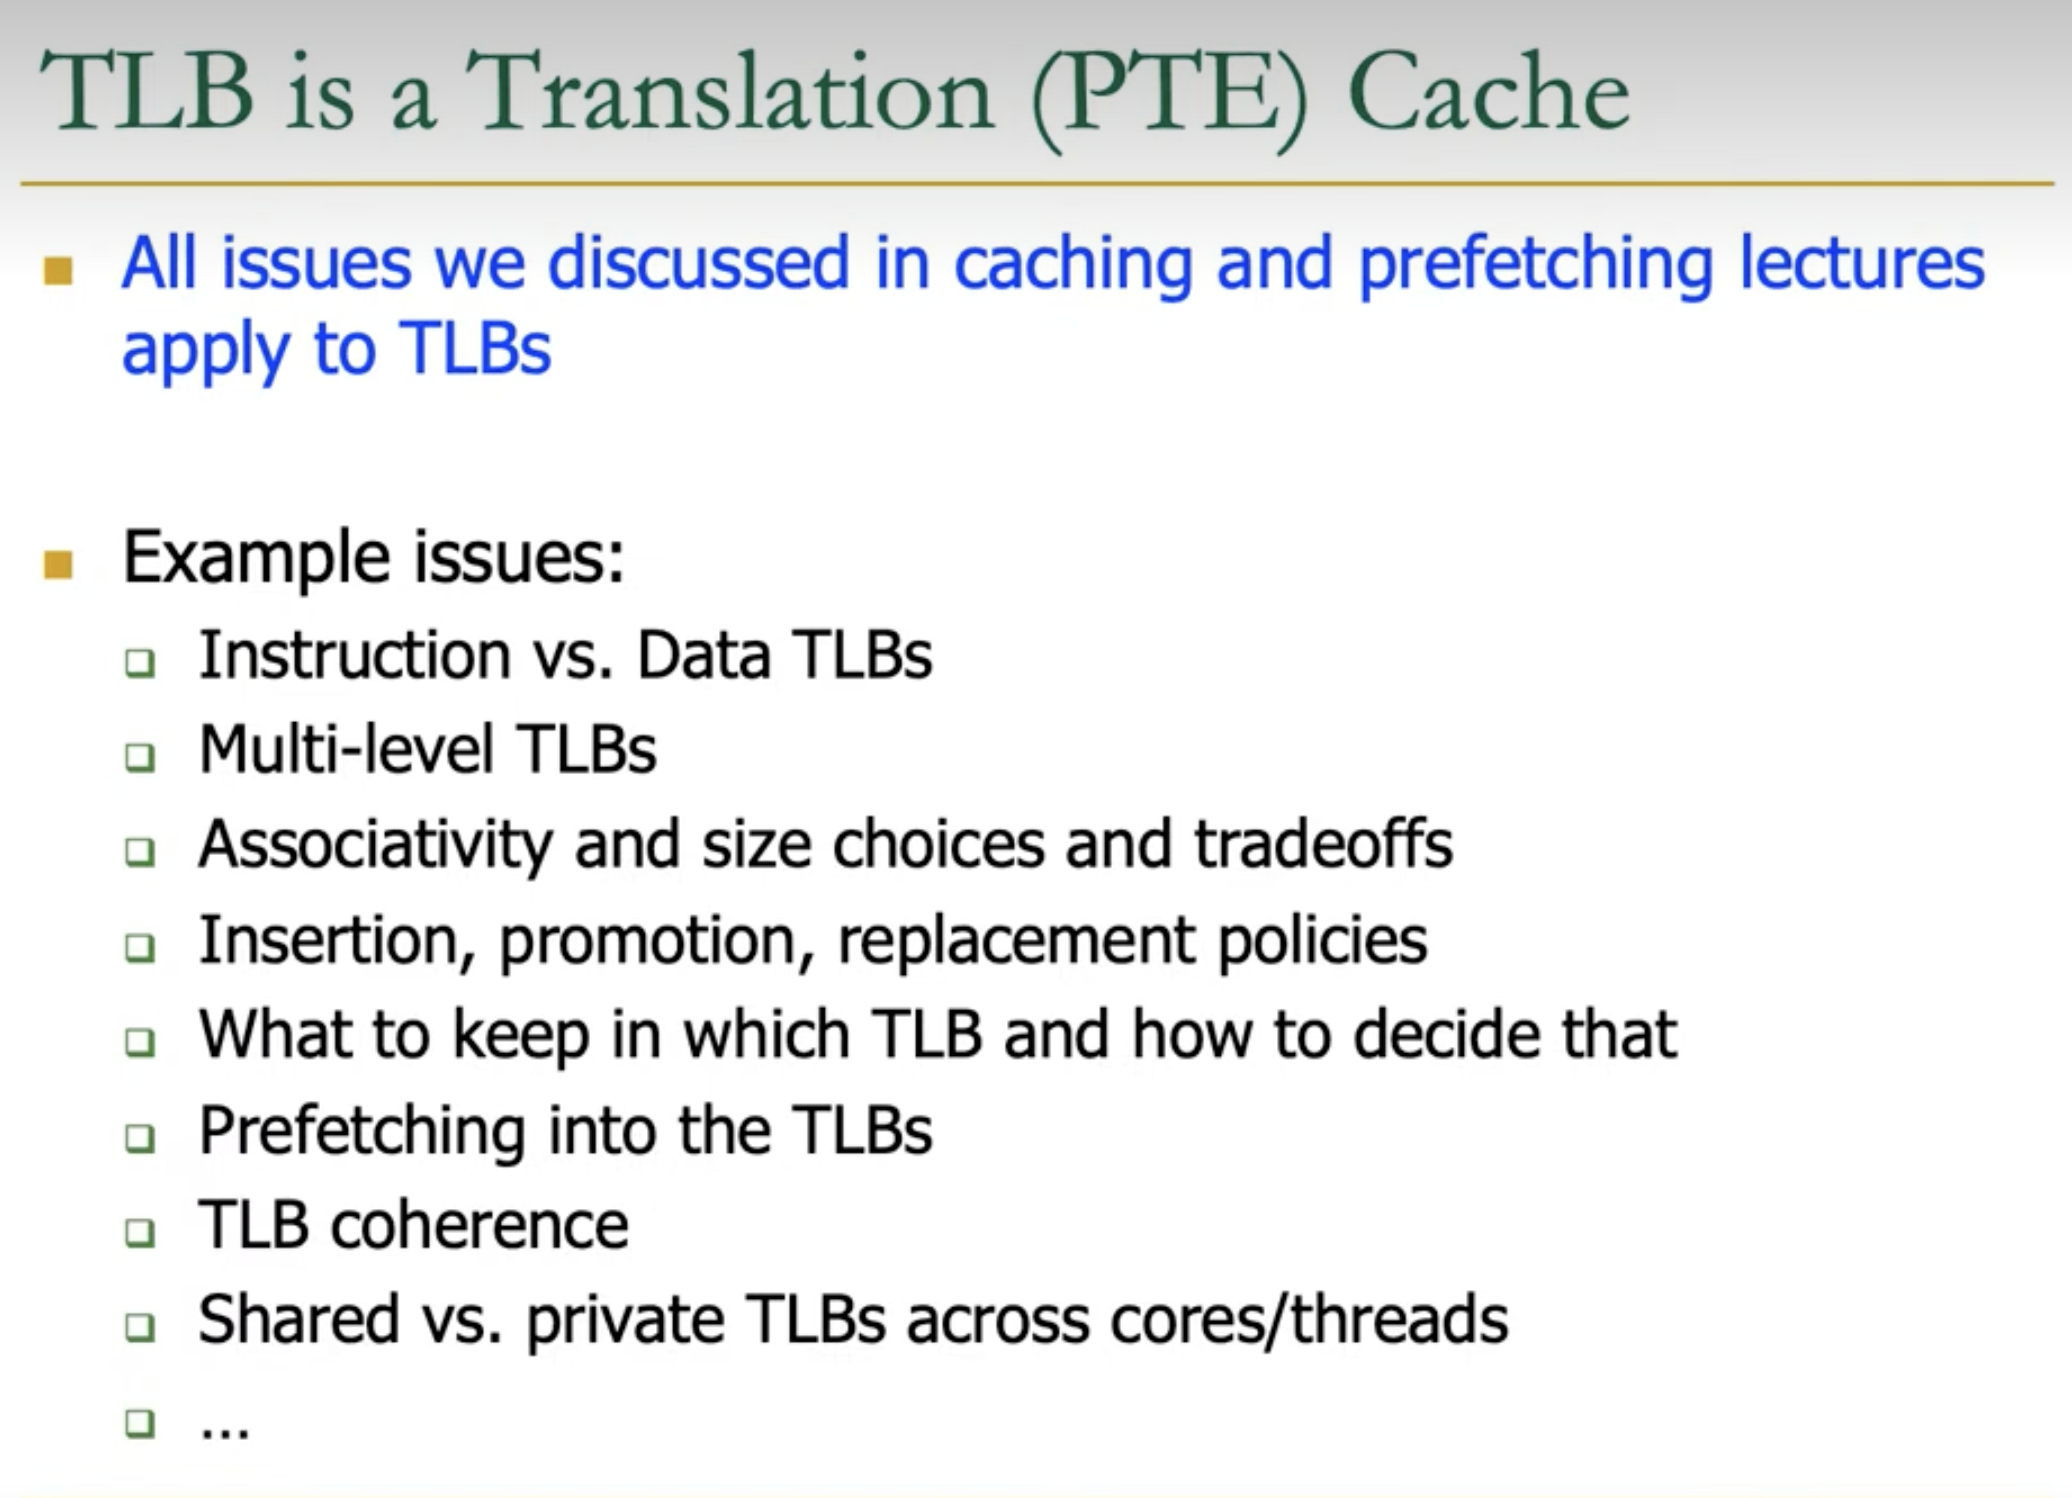 TLB is a Translation (PTE) Cache
All issues we discussed in caching and prefetching lectures
apply to TLBs
Example issues:
Instruction vs. Data TLBs
Multi-level TLBs
Associativity and size choices and tradeoffs
Insertion, promotion, replacement policies
What to keep in which TLB and how to decide that
Prefetching into the TLBs
TLB coherence
Shared vs. private TLBs across cores/threads
...